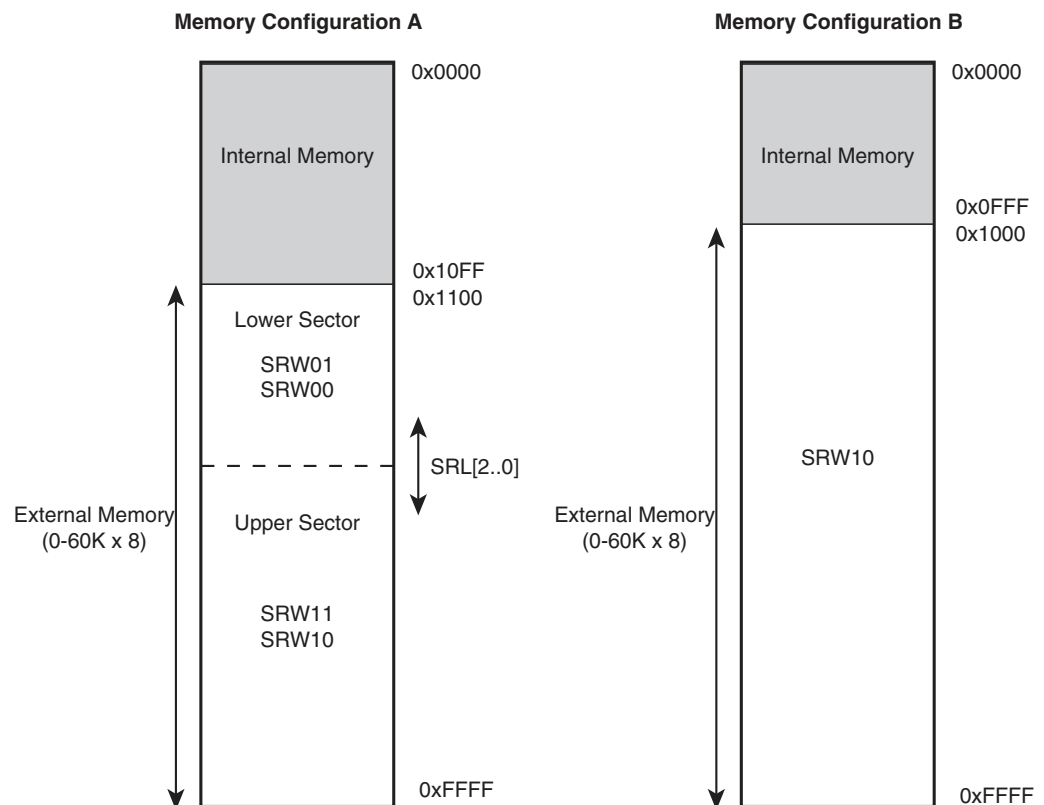 Memory Configuration A
0x0000
Internal Memory
0x10FF
0x1100
Lower Sector
SRW01
SRW00
SRL[2..0]
External Memory
(0-60K x 8)
Upper Sector
SRW11
SRW10
0xFFFF
Memory Configuration B
0x0000
Internal Memory
0x0FFF
0x1000
SRW10
External Memory
(0-60K x 8)
0xFFFF